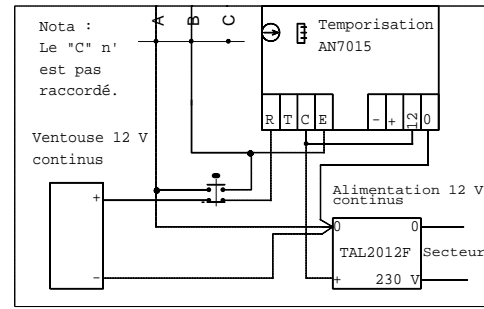 Nota :
Le "C" n'
est pas
raccordé.
A B C
Temporisation
AN7015
R T C E - + 12 0
Ventouse 12 V
continus
+
-
Alimentation 12 V
continus
0 0
TAL2012F
Secteur
+ 230 V